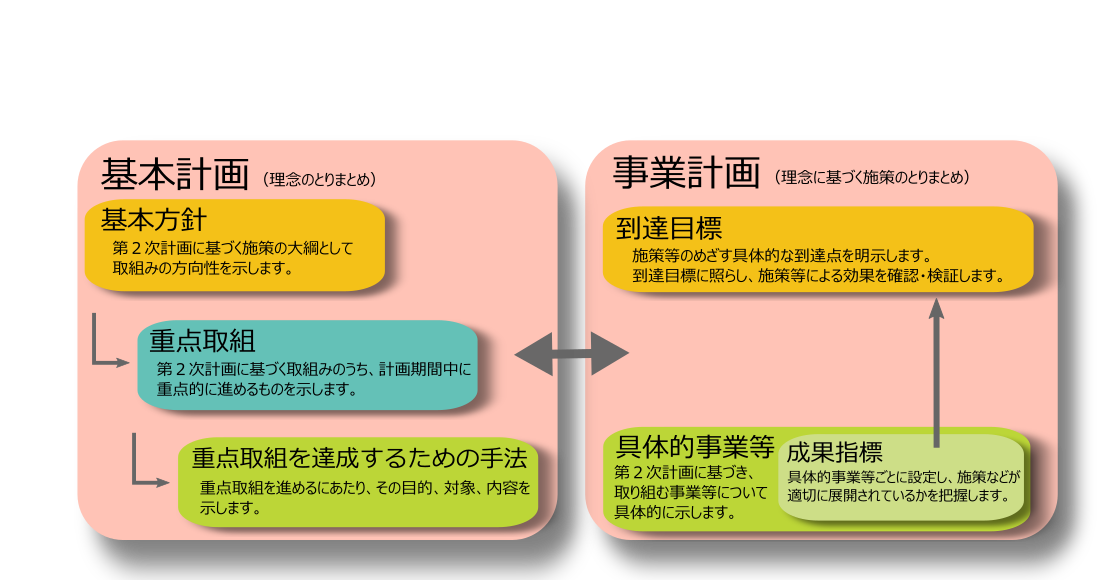 基本計画（理念のとりまとめ）
基本方針
第２次計画に基づく施策の大綱として
取組みの方向性を示します。
重点取組
第２次計画に基づく取組みのうち、計画期間中に
重点的に進めるものを示します。
重点取組を達成するための手法
重点取組を進めるにあたり、その目的、対象、内容を
示します。
事業計画（理念に基づく施策のとりまとめ）
到達目標
施策等のめざす具体的な到達点を明示します。
到達目標に照らし、施策等による効果を確認・検証します。
具体的事業等
第２次計画に基づき、
取り組む事業等について
具体的に示します。
成果指標
具体的事業等ごとに設定し、施策などが
適切に展開されているかを把握します。